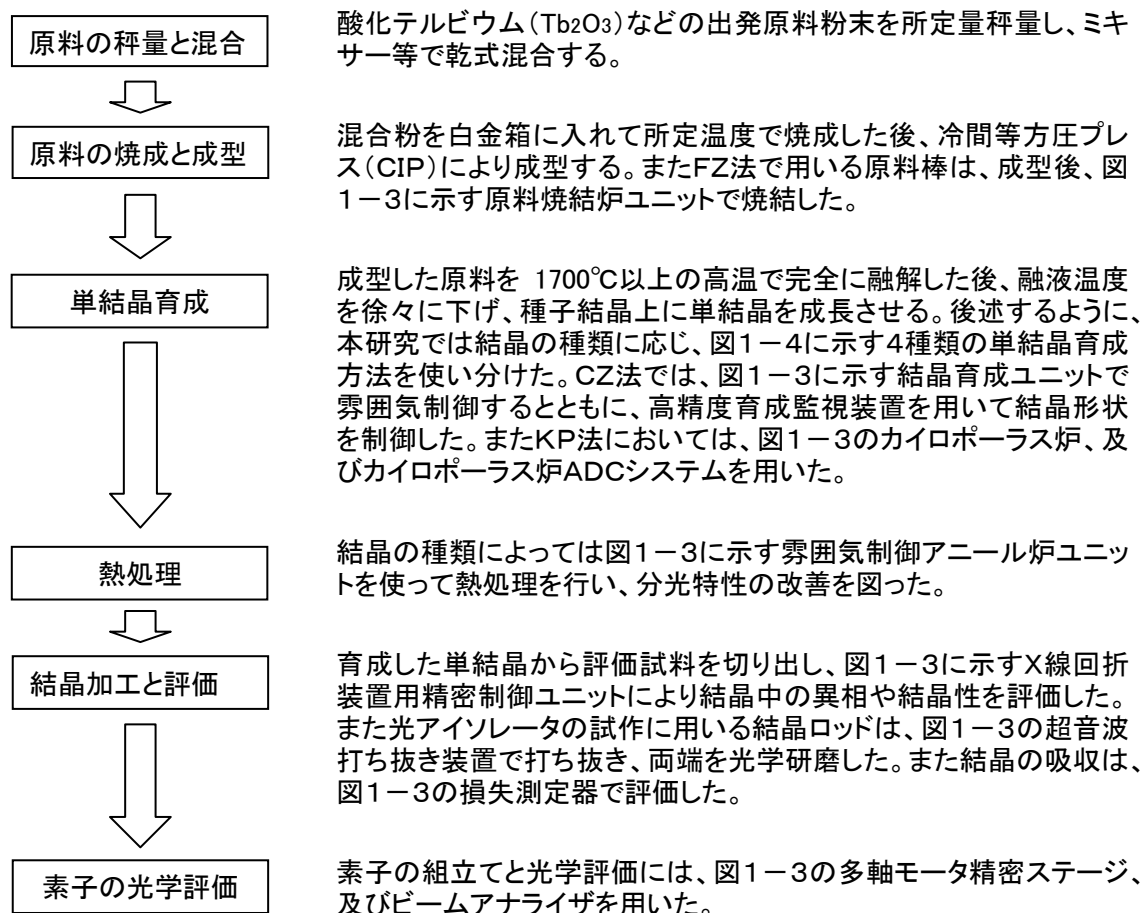 原料の秤量と混合
酸化テルビウム(Tb2O3)などの出発原料粉末を所定量秤量し、ミキ
サー等で乾式混合する。
原料の焼成と成型
混合粉を白金箱に入れて所定温度で焼成した後、冷間等方圧プレ
ス(CIP)により成型する。またFZ法で用いる原料棒は、成型後、図
1-3に示す原料焼結炉ユニットで焼結した。
単結晶育成
成型した原料を 1700℃以上の高温で完全に融解した後、融液温度
を徐々に下げ、種子結晶上に単結晶を成長させる。後述するように、
本研究では結晶の種類に応じ、図1-4に示す4種類の単結晶育成
方法を使い分けた。CZ法では、図1-3に示す結晶育成ユニットで
雰囲気制御するとともに、高精度育成監視装置を用いて結晶形状
を制御した。またKP法においては、図1-3のカイロポーラス炉、及
びカイロポーラス炉ADCシステムを用いた。
熱処理
結晶の種類によっては図1-3に示す雰囲気制御アニール炉ユニッ
トを使って熱処理を行い、分光特性の改善を図った。
結晶加工と評価
育成した単結晶から評価試料を切り出し、図1-3に示すX線回折
装置用精密制御ユニットにより結晶中の異相や結晶性を評価した。
また光アイソレータの試作に用いる結晶ロッドは、図1-3の超音波
打ち抜き装置で打ち抜き、両端を光学研磨した。また結晶の吸収は、
図1-3の損失測定器で評価した。
素子の光学評価
素子の組立てと光学評価には、図1-3の多軸モータ精密ステージ、
及びビームアナライザを用いた。